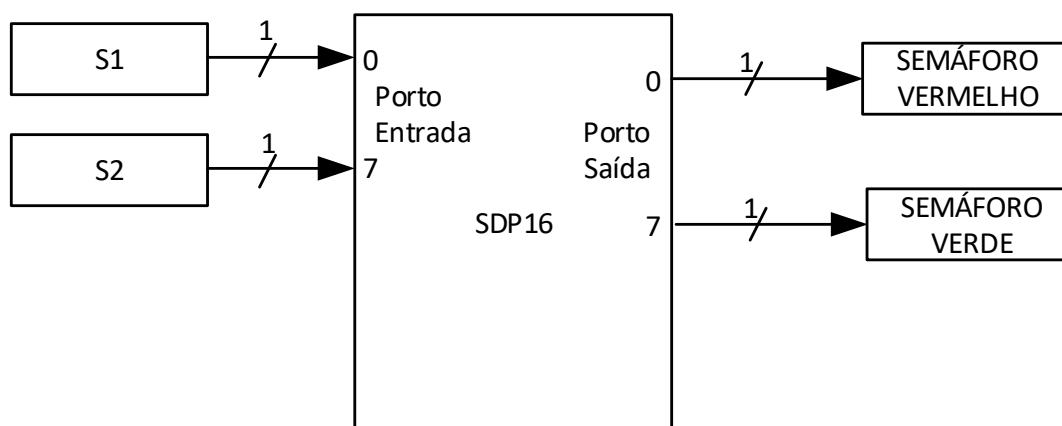 S1
1
0
Porto
Entrada
S2
1
7
SDP16
0
Porto
Saída
7
1
SEMÁFORO
VERMELHO
1
SEMÁFORO
VERDE